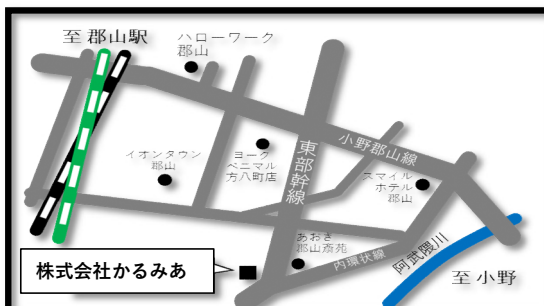 至 郡山駅
ハローワーク
郡山
小野郡山線
東部幹線
イオンタウン
郡山
ヨーク
ベニマル
方八町店
スマイル
ホテル
郡山
あおき
郡山斎苑
内環状線
阿武隈川
至 小野
株式会社かるみあ